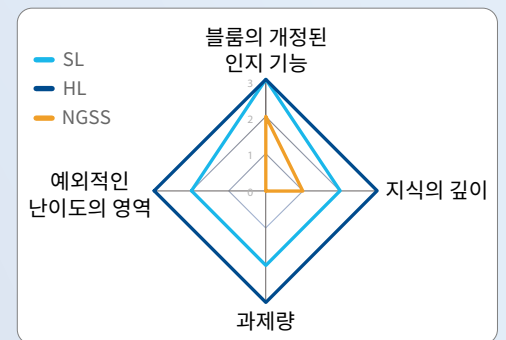 블룸의 개정된
인지 기능
SL
HL
NGSS
3
2
1
0
예외적인
난이도의 영역
지식의 깊이
과제량